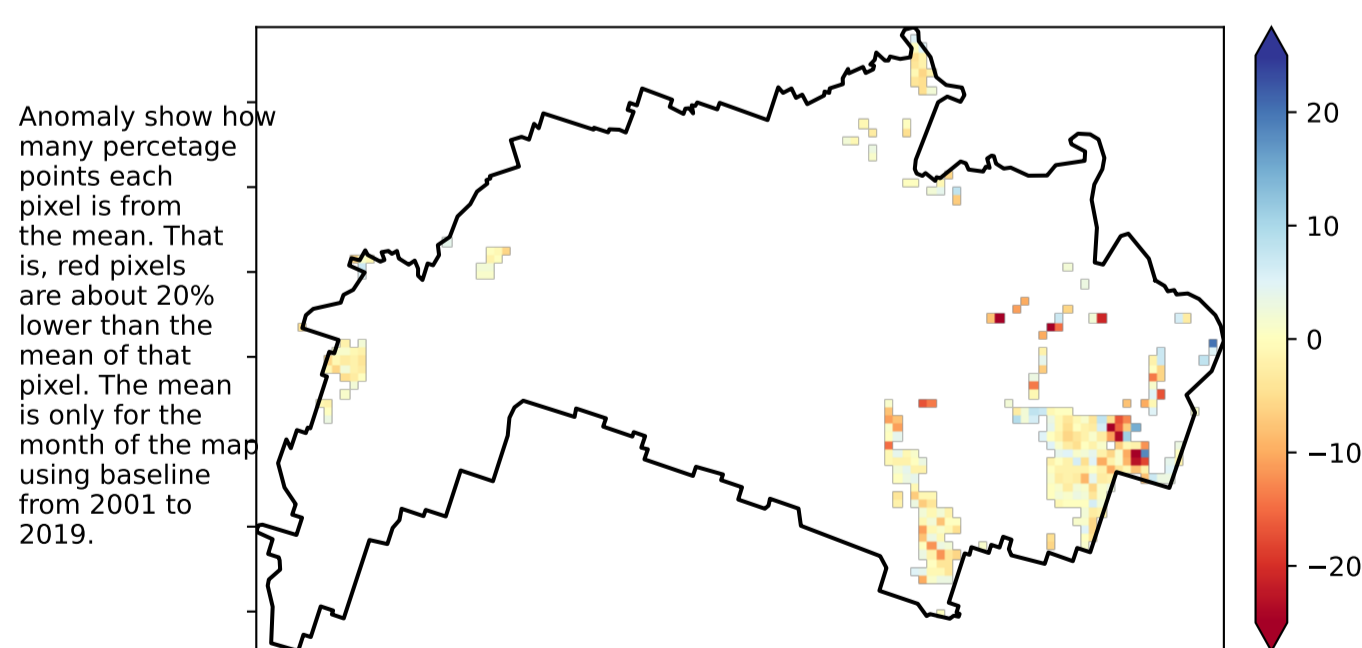 Anomaly show how
many percetage
points each
pixel is from
the mean. That
is, red pixels
are about 20%
lower than the
mean of that
pixel. The mean
is only for the
month of the map
using baseline
from 2001 to
2019.
20
10
0
−10
−20